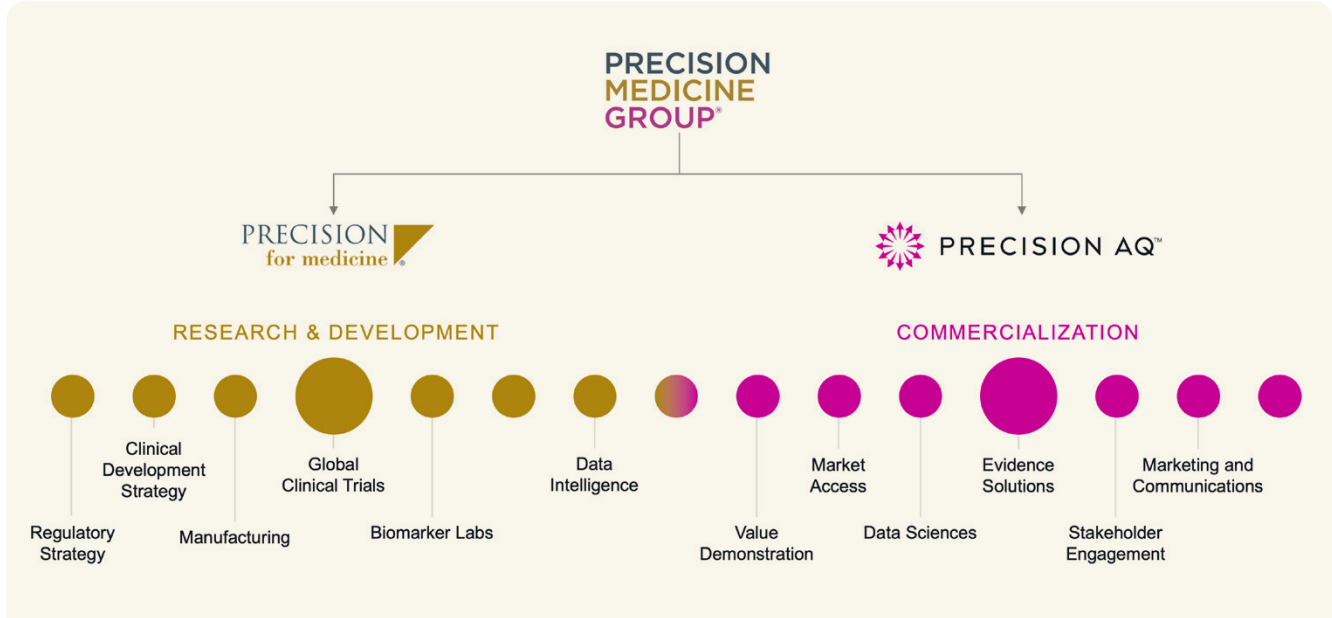 PRECISION
MEDICINE
GROUP®
PRECISION
for medicine®
PRECISION AQ™
RESEARCH & DEVELOPMENT
COMMERCIALIZATION
Regulatory
Strategy
Clinical
Development
Strategy
Manufacturing
Global
Clinical Trials
Biomarker Labs
Data
Intelligence
Value
Demonstration
Market
Access
Data Sciences
Evidence
Solutions
Stakeholder
Engagement
Marketing and
Communications